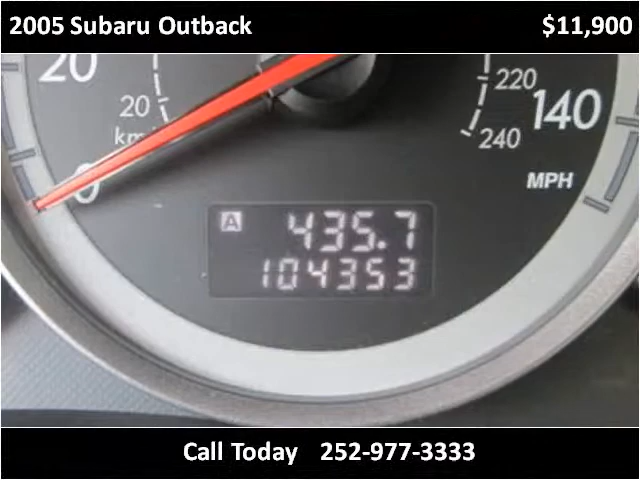 2005 Subaru Outback $11,900
20 220
20 140
km/h 240
0 MPH
A 435.7
104353
Call Today 252-977-3333